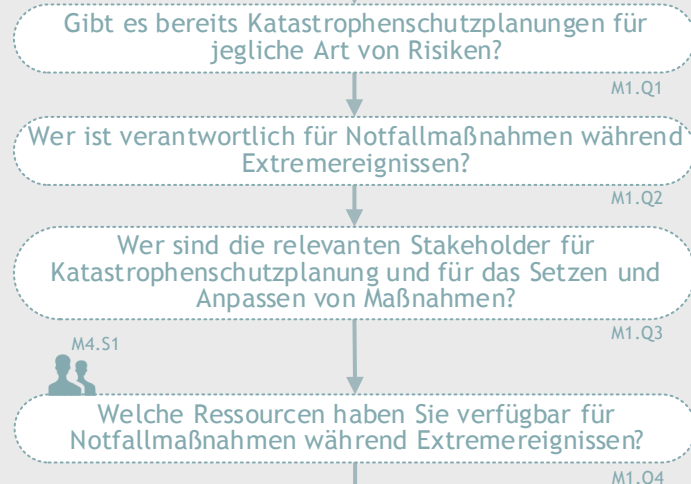 Gibt es bereits Katastrophenschutzplanungen für
jegliche Art von Risiken?
M1.Q1
Wer ist verantwortlich für Notfallmaßnahmen während
Extremereignissen?
M1.Q2
Wer sind die relevanten Stakeholder für
Katastrophenschutzplanung und für das Setzen und
Anpassen von Maßnahmen?
M1.Q3
M4.S1
Welche Ressourcen haben Sie verfügbar für
Notfallmaßnahmen während Extremereignissen?
M1.Q4